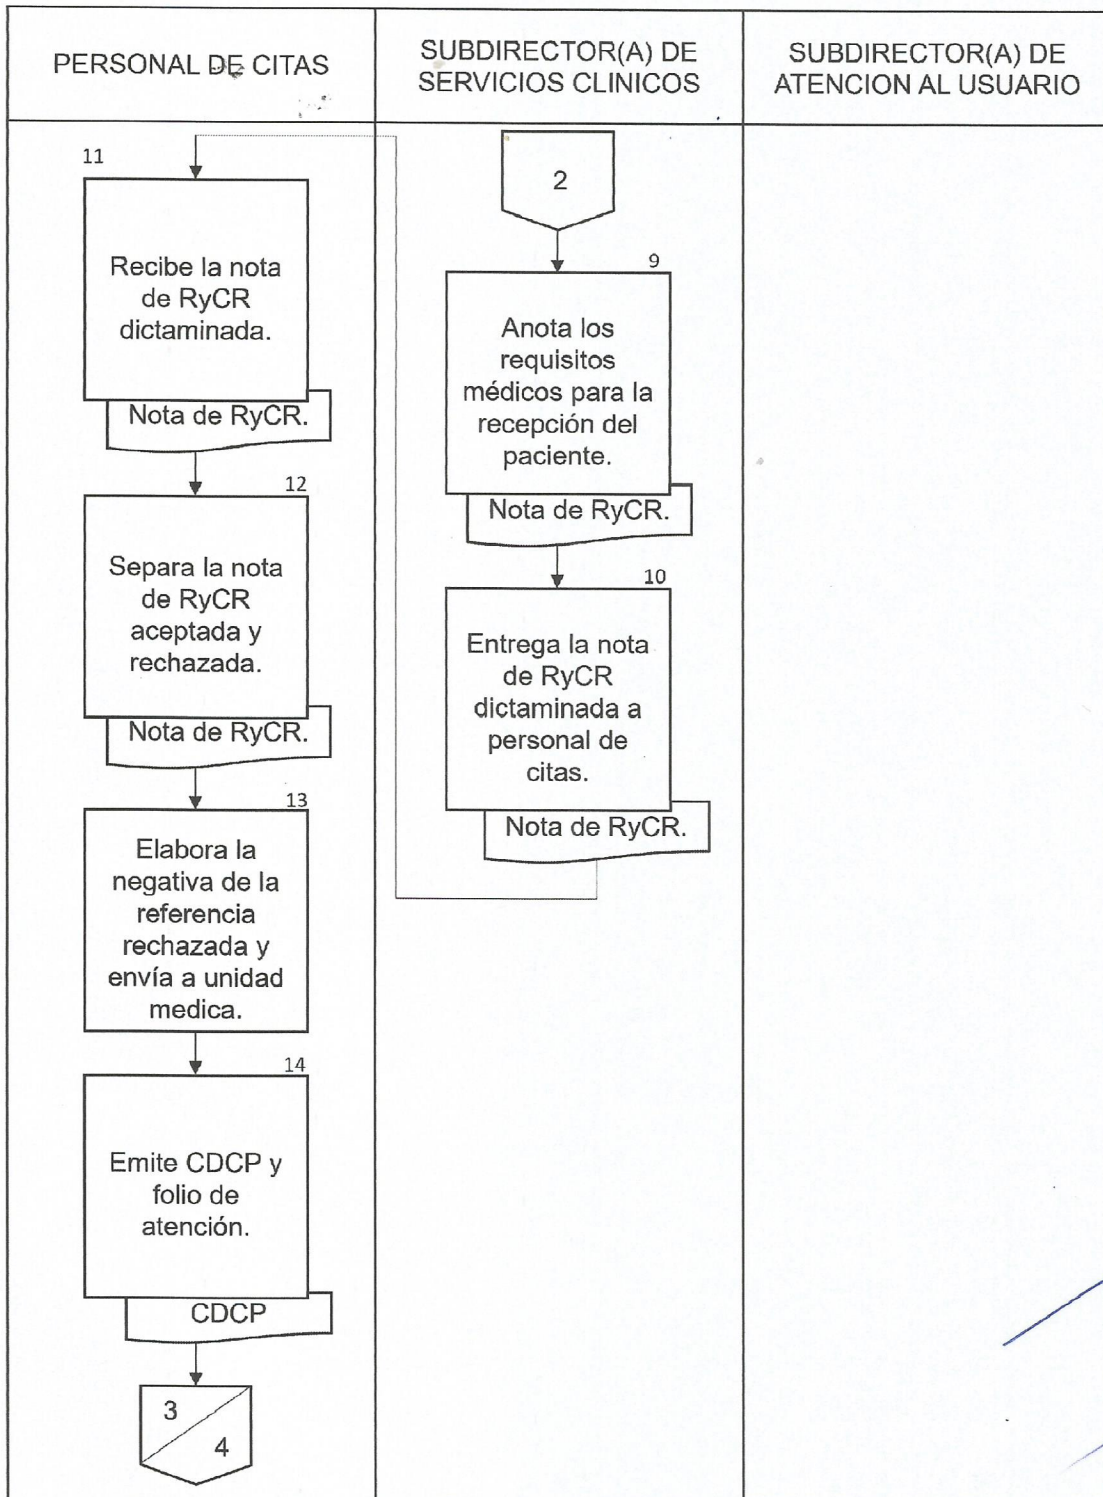 PERSONAL DE CITAS
SUBDIRECTOR(A) DE
SERVICIOS CLINICOS
SUBDIRECTOR(A) DE
ATENCION AL USUARIO
11
Recibe la nota
de RyCR
dictaminada.
Nota de RyCR.
12
Separa la nota
de RyCR
aceptada y
rechazada.
Nota de RyCR.
13
Elabora la
negativa de la
referencia
rechazada y
envía a unidad
medica.
14
Emite CDCP y
folio de
atención.
CDCP
3
4
2
9
Anota los
requisitos
médicos para la
recepción del
paciente.
Nota de RyCR.
10
Entrega la nota
de RyCR
dictaminada a
personal de
citas.
Nota de RyCR.